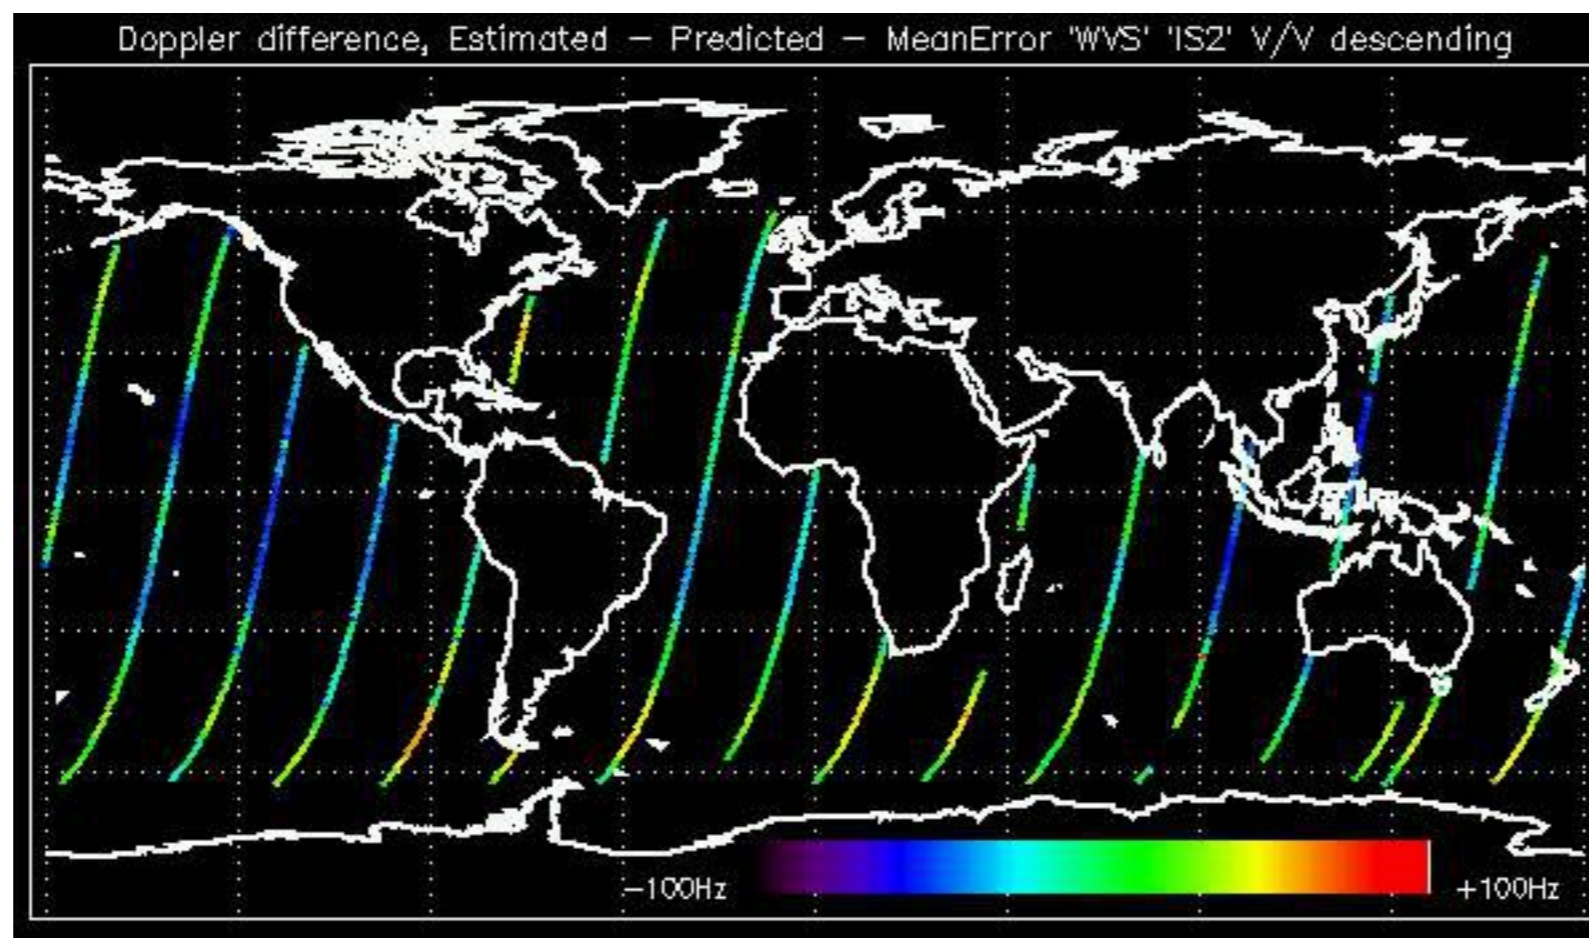 Doppler difference, Estimated – Predicted – MeanError 'WVS' 'IS2' V/V descending
-100Hz +100Hz